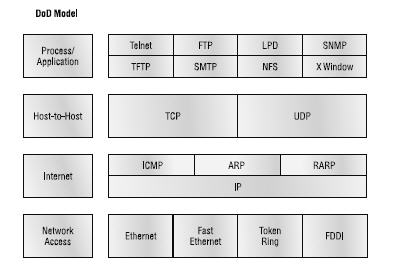 DoD Model
Process/
Application
Telnet FTP LPD SNMP
TFTP SMTP NFS X Window
Host-to-Host
TCP UDP
Internet
ICMP ARP RARP
IP
Network
Access
Ethernet
Fast
Ethernet
Token
Ring
FDDI